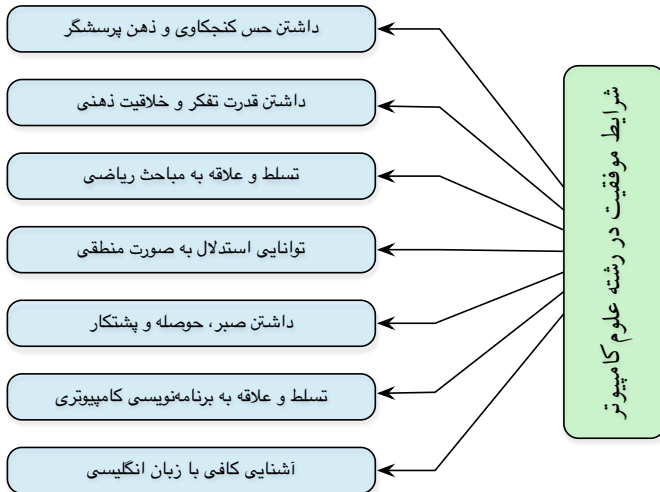 شرایط موفقیت در رشته علوم کامپیوتر
داشتن حس کنجکاوی و ذهن پرسشگر
داشتن قدرت تفکر و خلاقیت ذهنی
تسلط و علاقه به مباحث ریاضی
توانایی استدلال به صورت منطقی
داشتن صبر، حوصله و پشتکار
تسلط و علاقه به برنامه‌نویسی کامپیوتری
آشنایی کافی با زبان انگلیسی